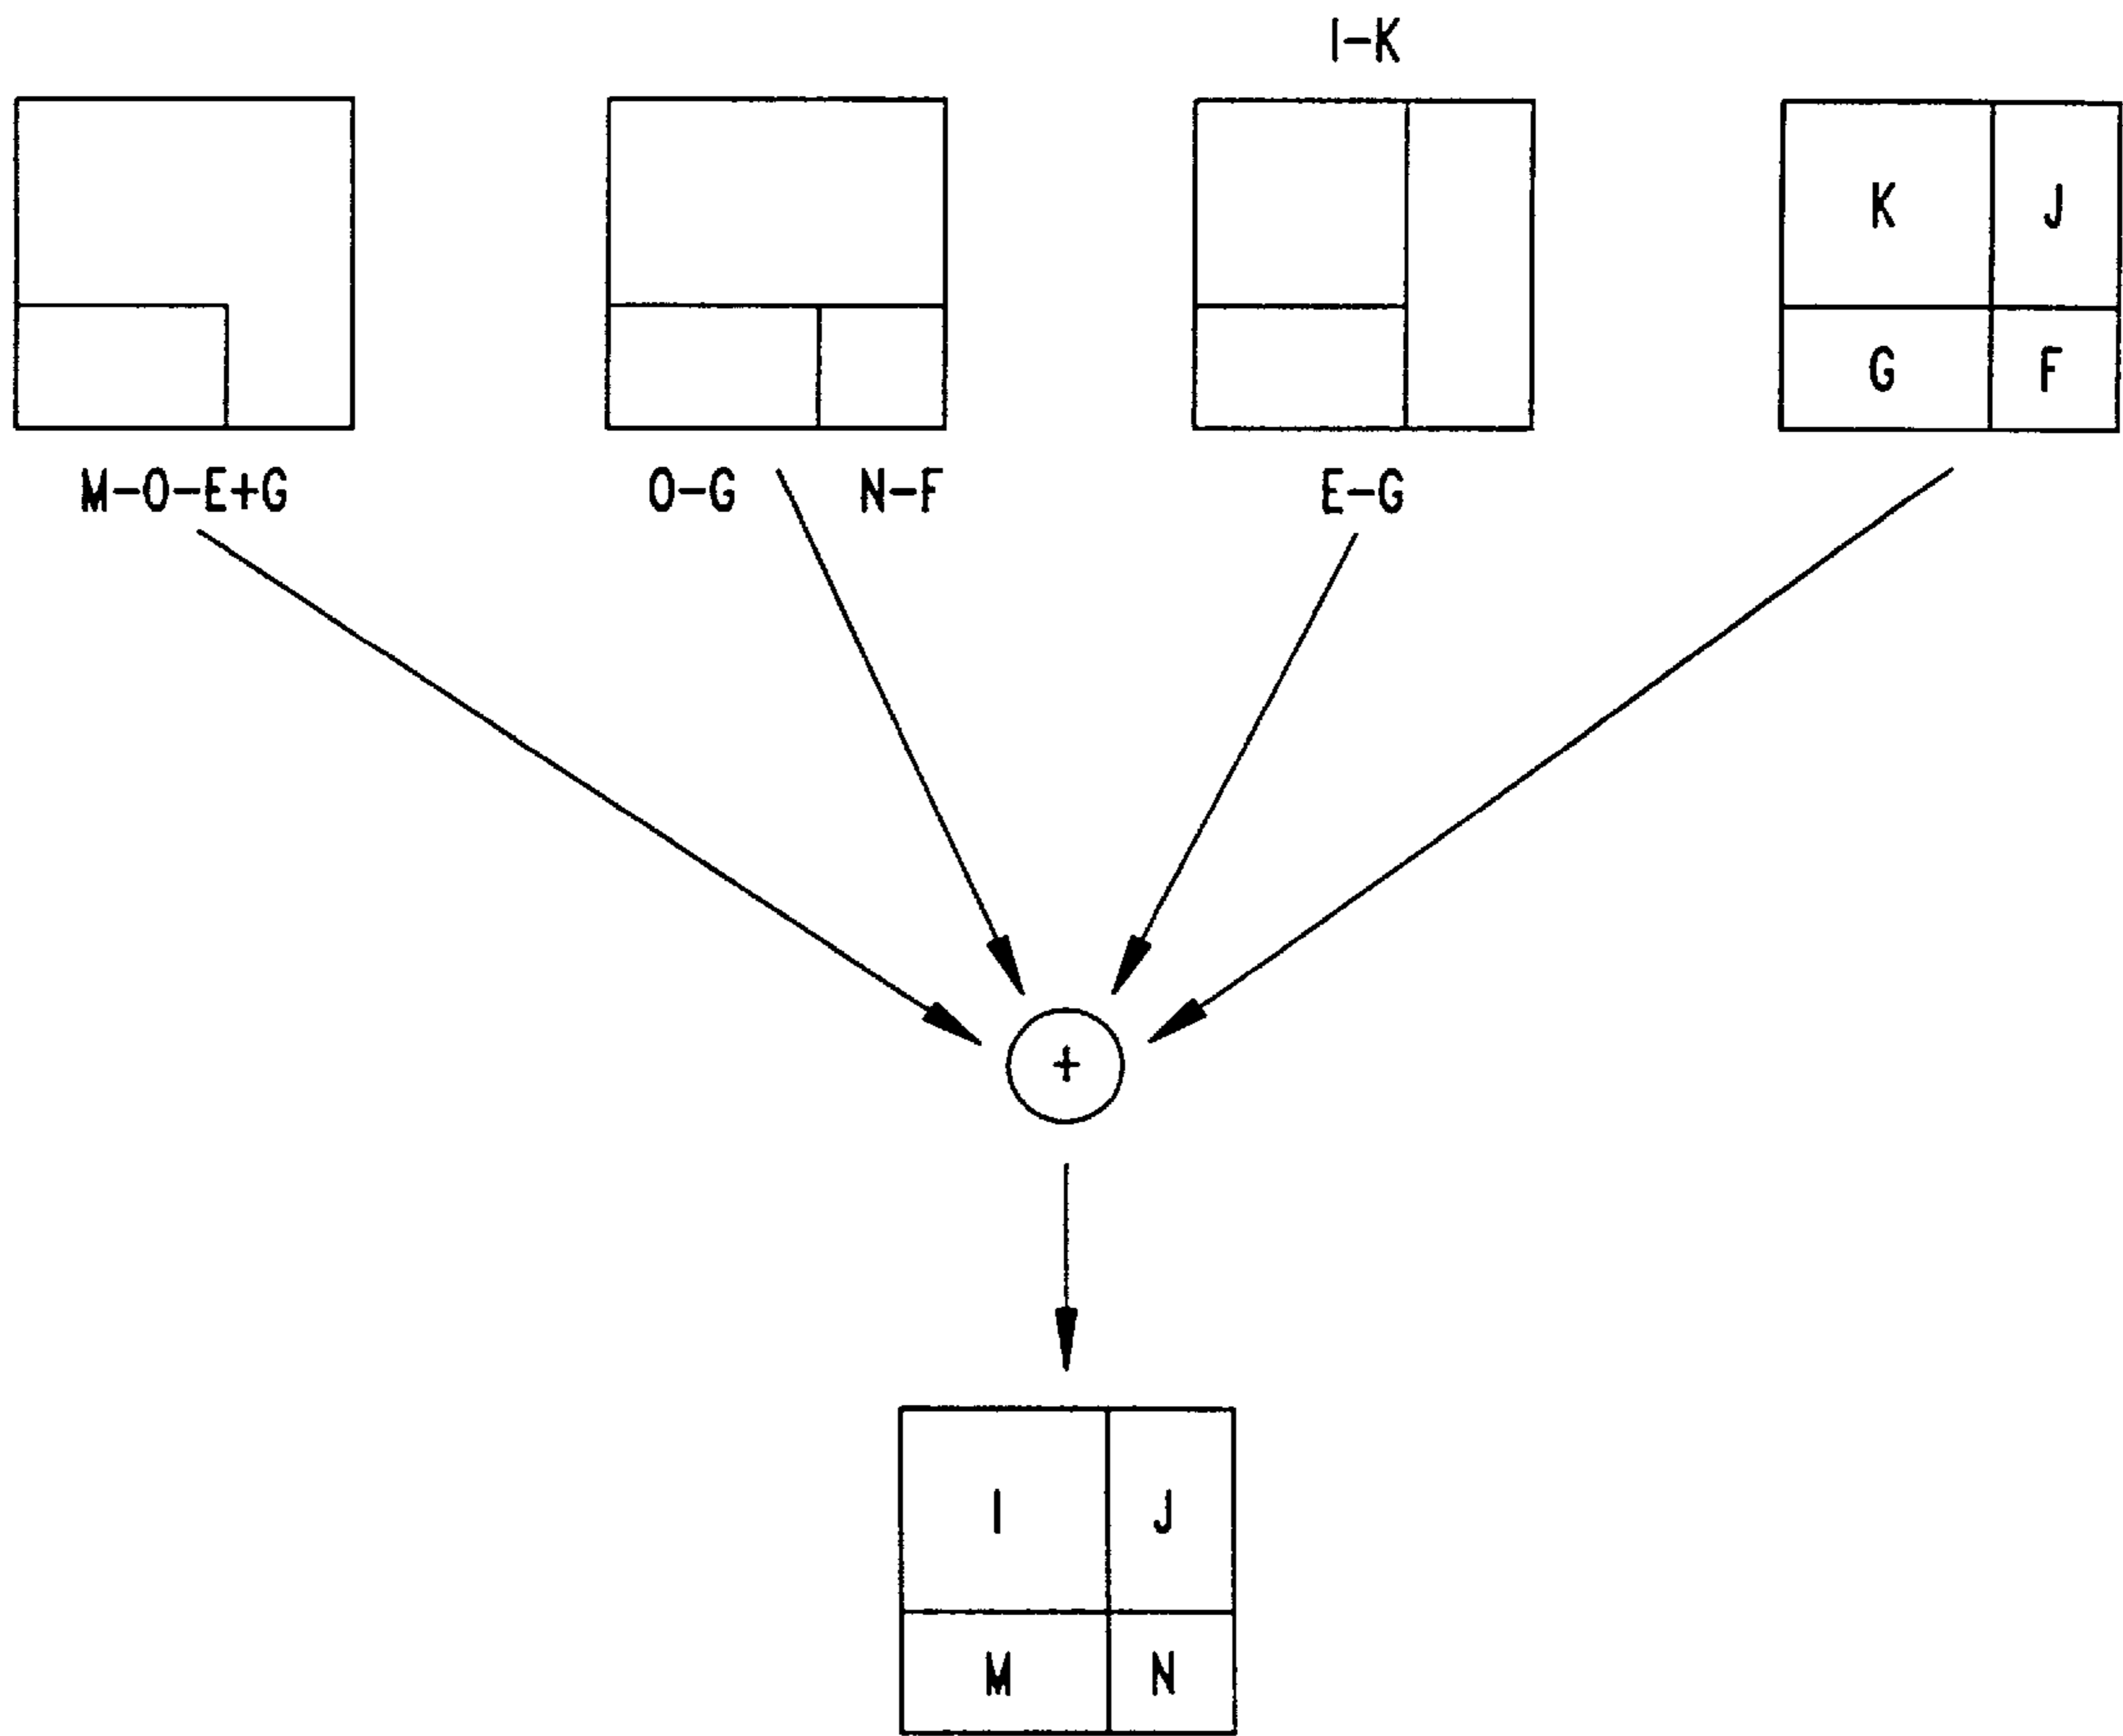 I-K
K J
G F
M-O-E+G O-G N-F E-G
+
I J
M N